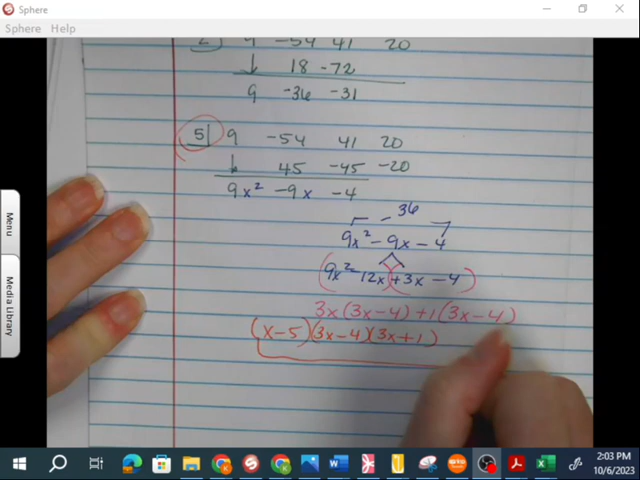 Sphere
Sphere Help
2| 9 -54 41 20
18 -72
9 -36 -31
5| 9 -54 41 20
45 -45 -20
9x² -9x -4
-36
9x² - 9x - 4
(9x² - 12x)(+3x - 4)
3x(3x-4)+1(3x-4)
(x-5)(3x-4)(3x+1)
Menu
Media Library
2:03 PM
10/6/2023